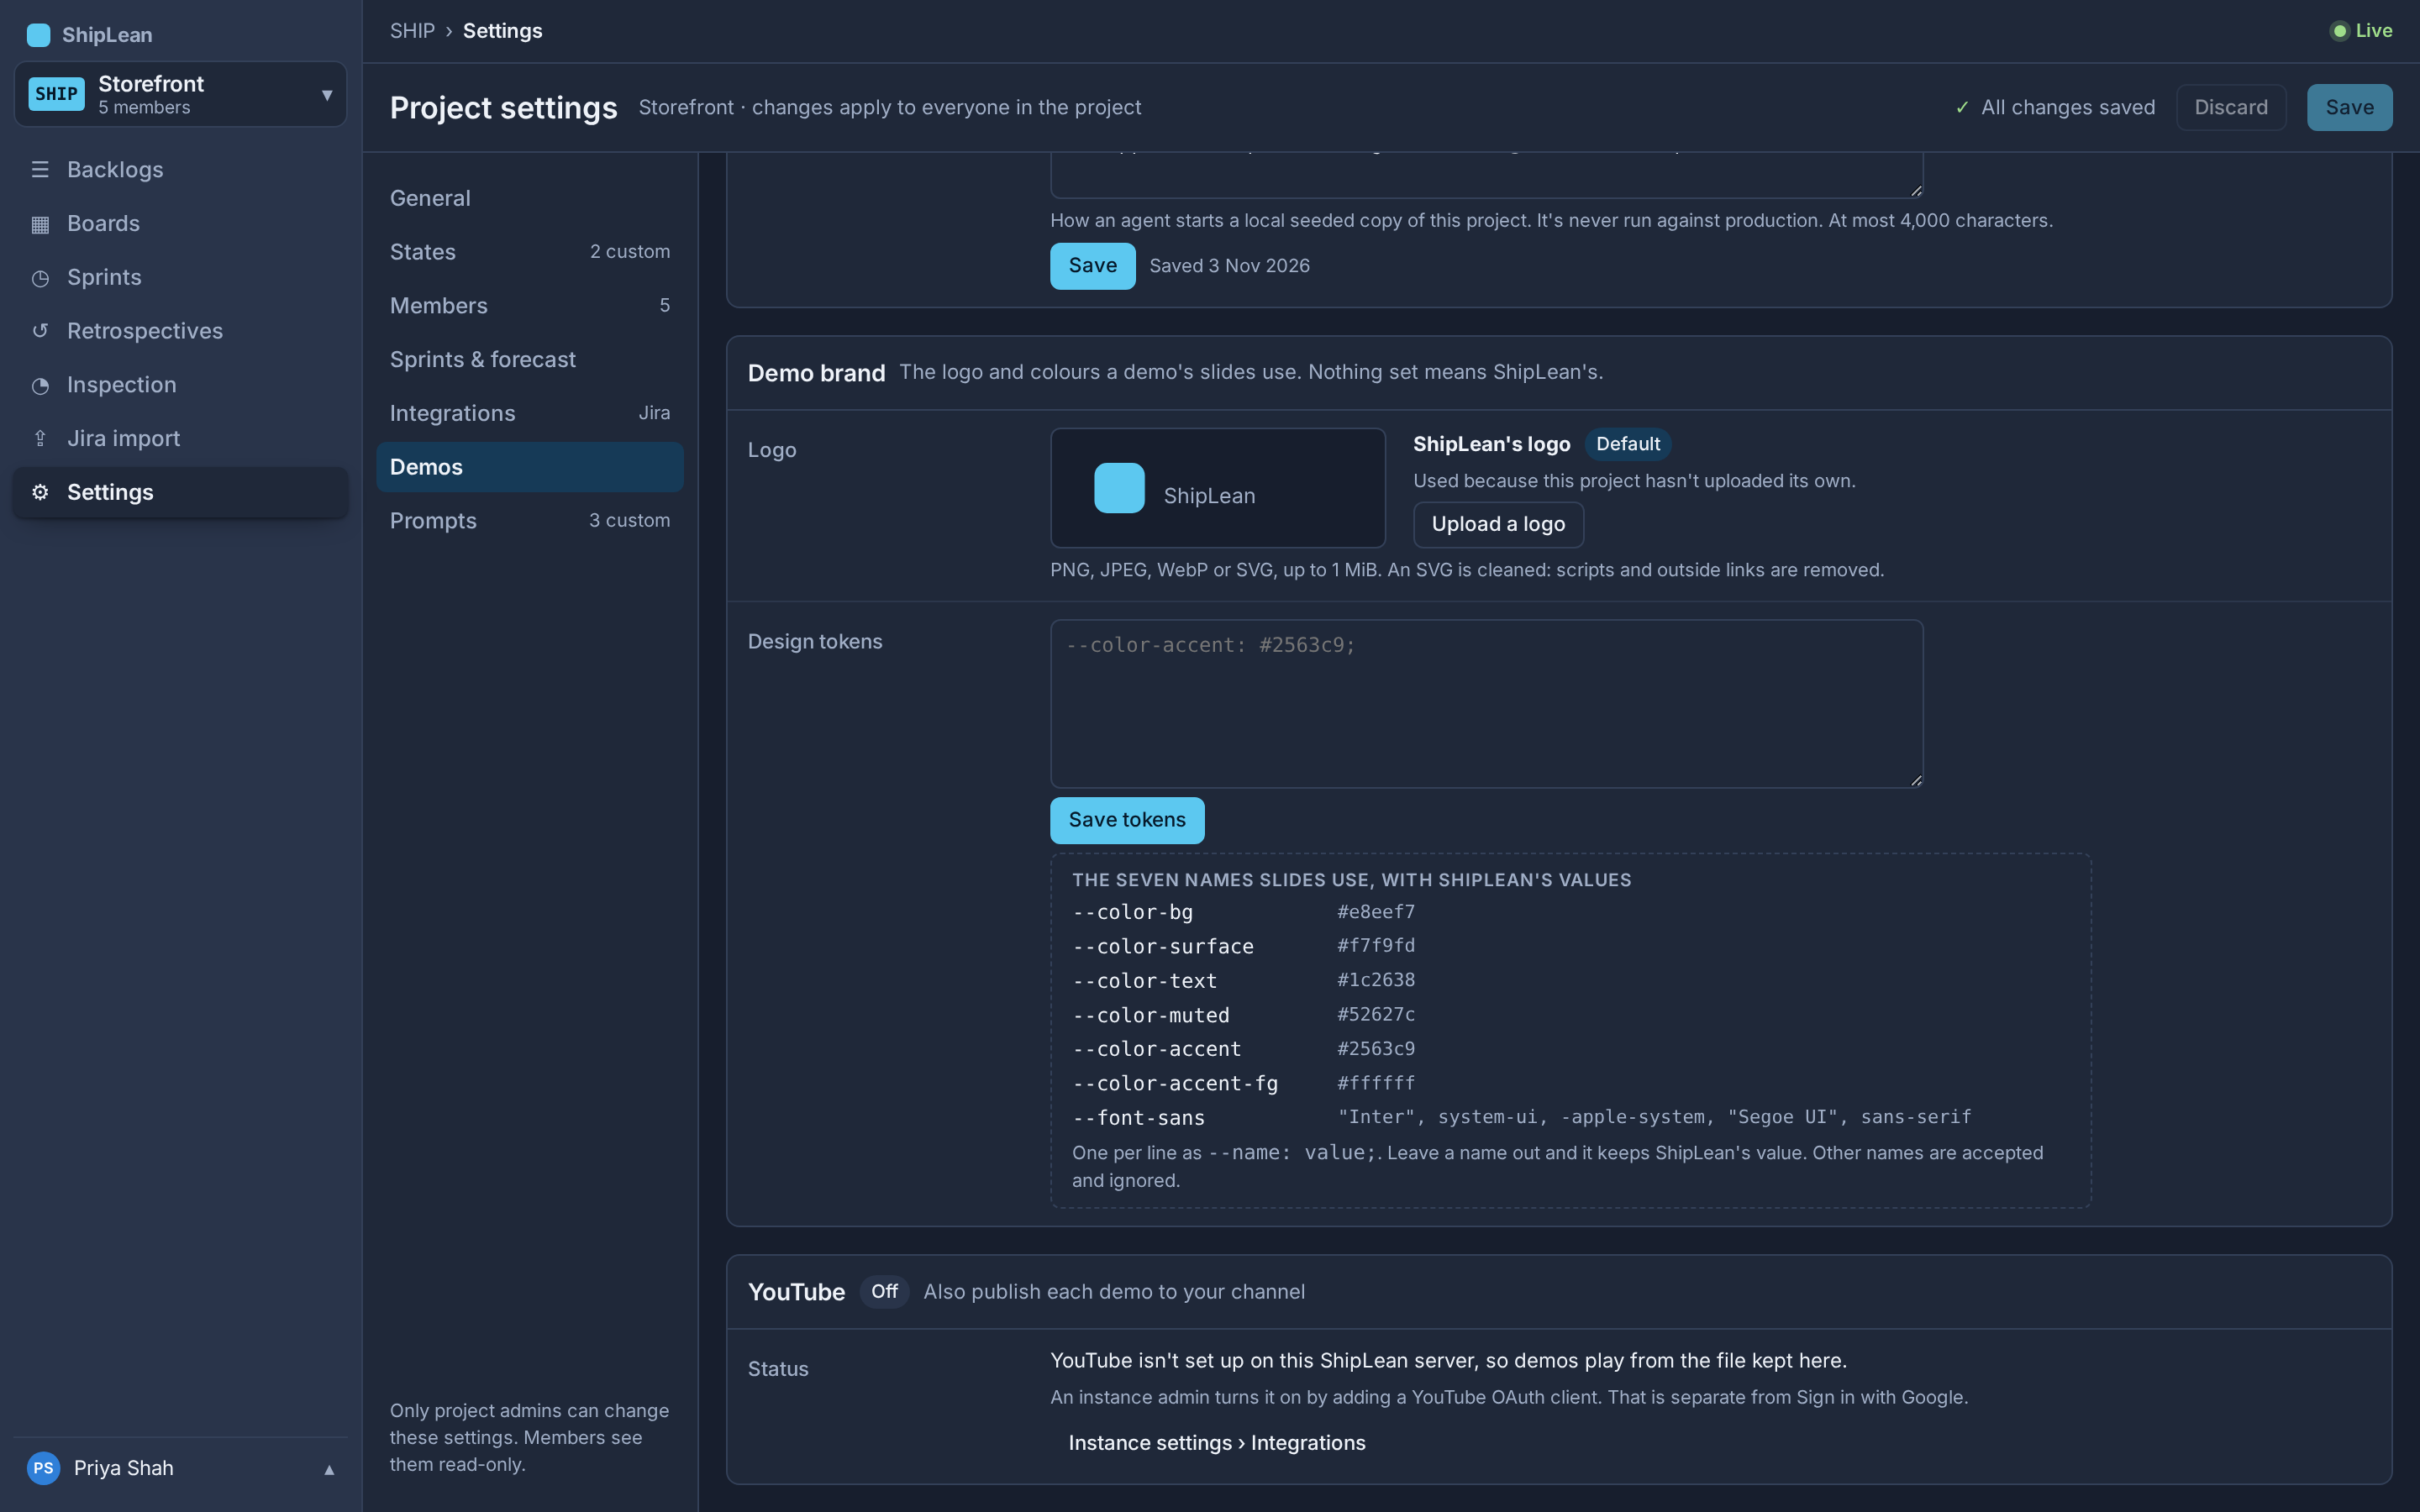 ShipLean
SHIP
Storefront
5 members
Backlogs
Boards
Sprints
Retrospectives
Inspection
Jira import
Settings
Priya Shah
PS
SHIP › Settings
Live
Project settings
Storefront · changes apply to everyone in the project
✓ All changes saved
Discard
Save
General
States 2 custom
Members 5
Sprints & forecast
Integrations Jira
Demos
Prompts 3 custom
Only project admins can change
these settings. Members see
them read-only.
How an agent starts a local seeded copy of this project. It's never run against production. At most 4,000 characters.
Save
Saved 3 Nov 2026
Demo brand
The logo and colours a demo's slides use. Nothing set means ShipLean's.
Logo
ShipLean
ShipLean's logo
Default
Used because this project hasn't uploaded its own.
Upload a logo
PNG, JPEG, WebP or SVG, up to 1 MiB. An SVG is cleaned: scripts and outside links are removed.
Design tokens
--color-accent: #2563c9;
Save tokens
THE SEVEN NAMES SLIDES USE, WITH SHIPLEAN'S VALUES
--color-bg #e8eef7
--color-surface #f7f9fd
--color-text #1c2638
--color-muted #52627c
--color-accent #2563c9
--color-accent-fg #ffffff
--font-sans "Inter", system-ui, -apple-system, "Segoe UI", sans-serif
One per line as --name: value;. Leave a name out and it keeps ShipLean's value. Other names are accepted
and ignored.
YouTube
Off
Also publish each demo to your channel
Status
YouTube isn't set up on this ShipLean server, so demos play from the file kept here.
An instance admin turns it on by adding a YouTube OAuth client. That is separate from Sign in with Google.
Instance settings › Integrations